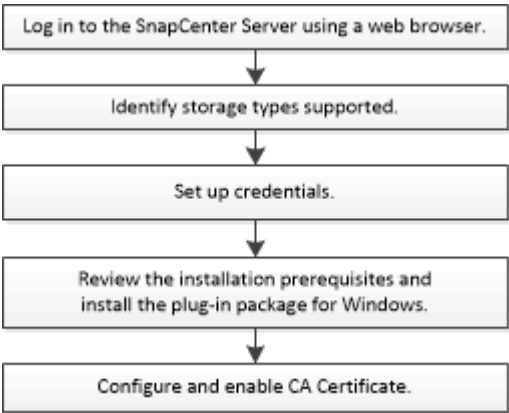 Log in to the SnapCenter Server using a web browser.
Identify storage types supported.
Set up credentials.
Review the installation prerequisites and
install the plug-in package for Windows.
Configure and enable CA Certificate.